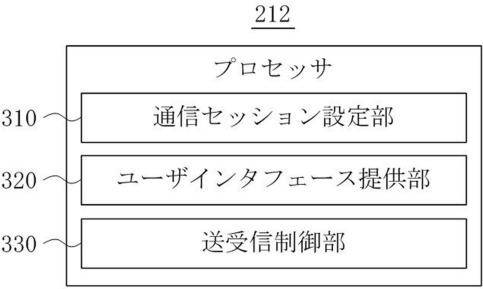 212
プロセッサ
310
通信セッション設定部
320
ユーザインタフェース提供部
330
送受信制御部